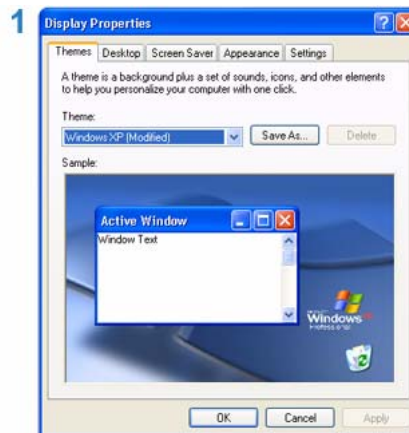 1
Display Properties
Themes Desktop Screen Saver Appearance Settings
A theme is a background plus a set of sounds, icons, and other elements
to help you personalize your computer with one click.
Theme:
Windows XP (Modified) Save As... Delete
Sample:
Active Window
Window Text
Windows
Professional
OK Cancel Apply